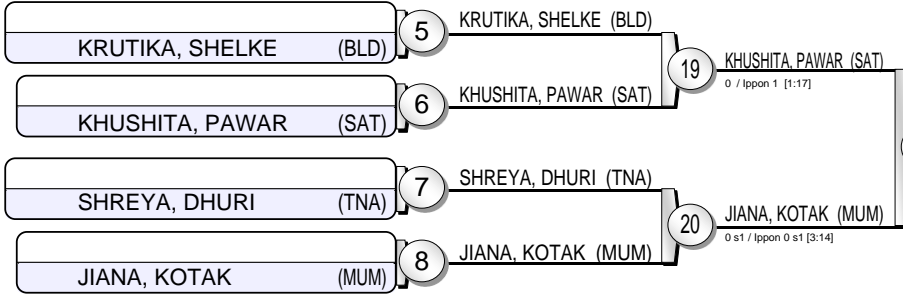 KRUTIKA, SHELKE (BLD)
5
KRUTIKA, SHELKE (BLD)
KHUSHITA, PAWAR (SAT)
6
KHUSHITA, PAWAR (SAT)
19
KHUSHITA, PAWAR (SAT)
0 / Ippon 1 [1:17]
SHREYA, DHURI (TNA)
7
SHREYA, DHURI (TNA)
JIANA, KOTAK (MUM)
8
JIANA, KOTAK (MUM)
20
JIANA, KOTAK (MUM)
0 s1 / Ippon 0 s1 [3:14]